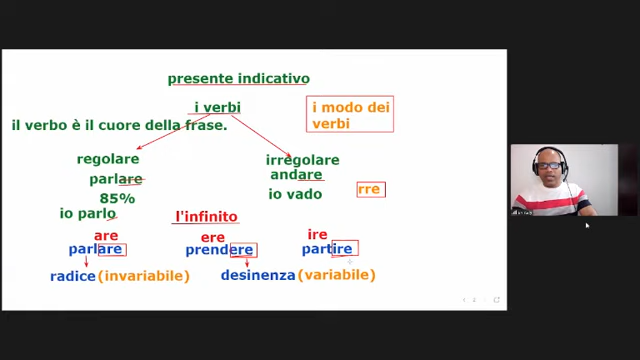 presente indicativo
i verbi
i modo dei
verbi
il verbo è il cuore della frase.
regolare
irregolare
parlare
andare
85%
io vado
rre
io parlo
l'infinito
are
ere
ire
parlare
prendere
partire
radice(invariabile)
desinenza(variabile)